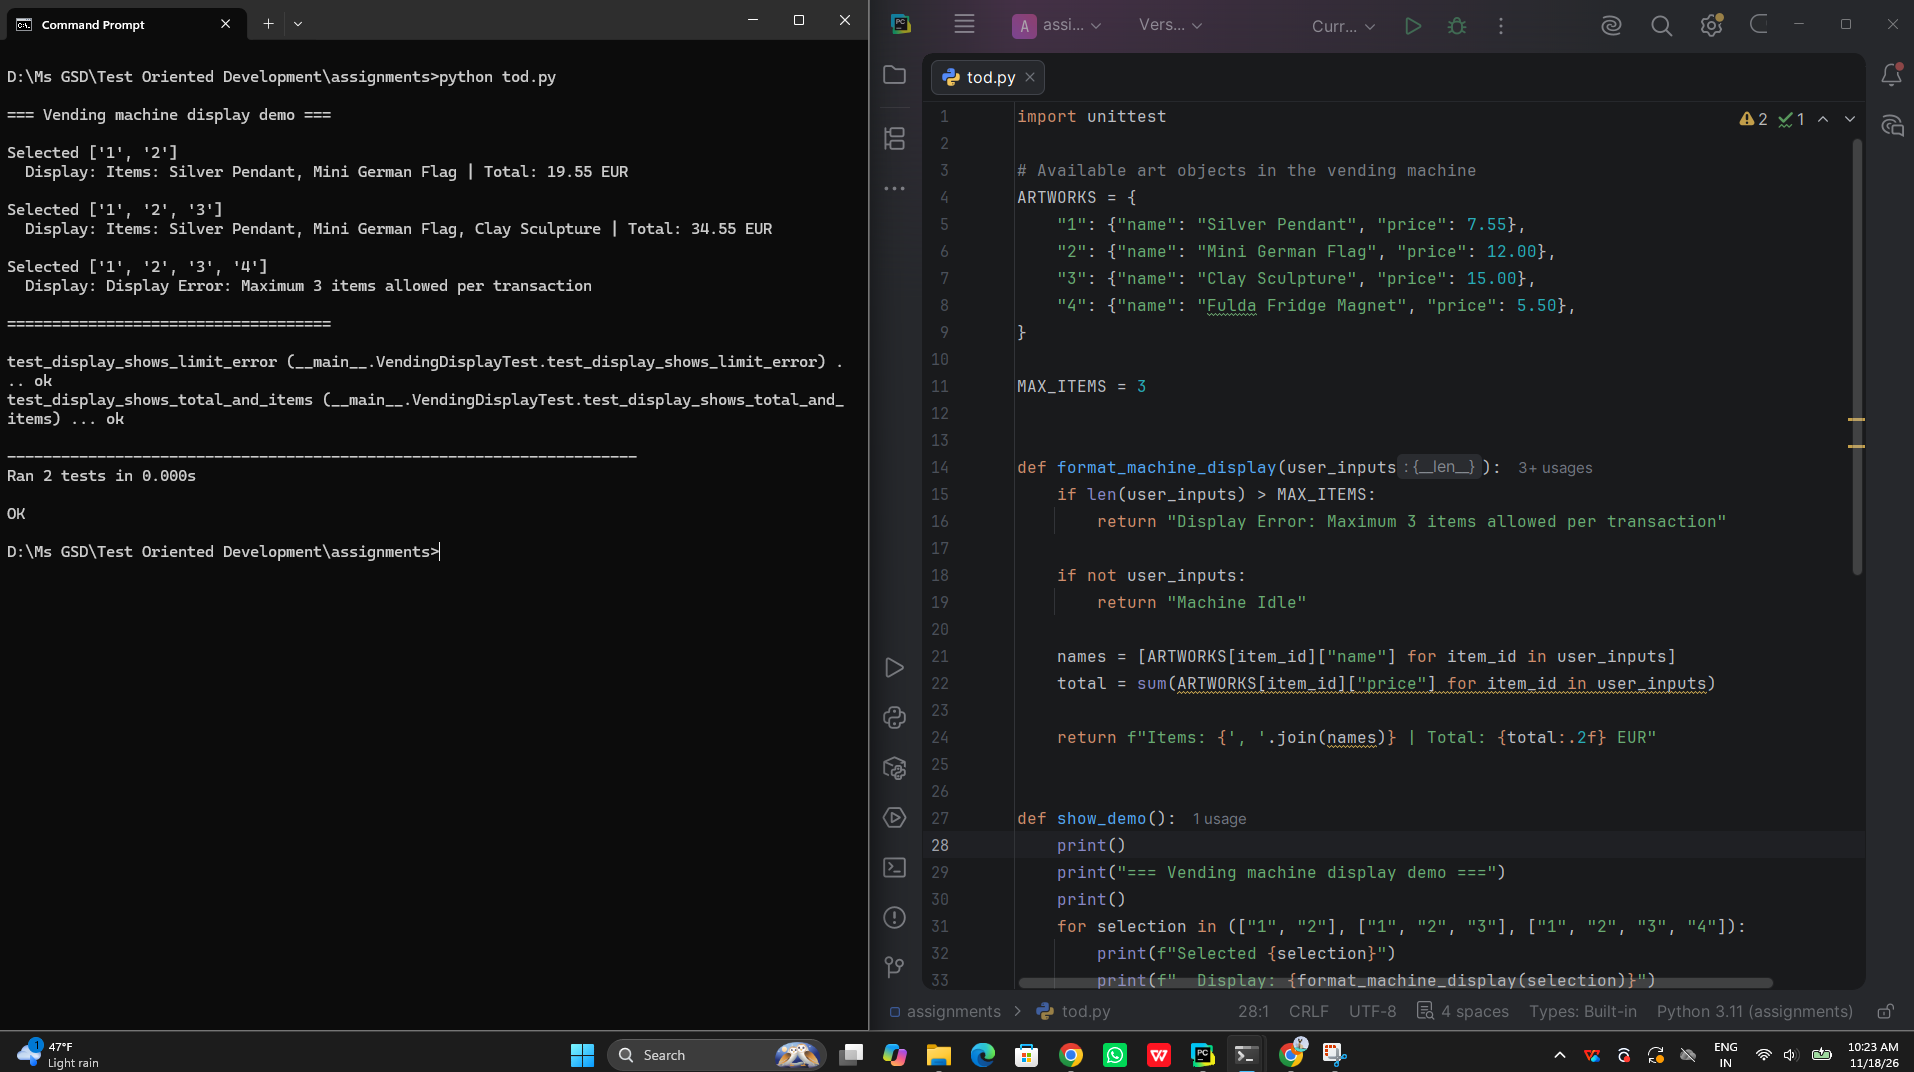 Command Prompt
D:\Ms GSD\Test Oriented Development\assignments>python tod.py
=== Vending machine display demo ===
Selected ['1', '2']
Display: Items: Silver Pendant, Mini German Flag | Total: 19.55 EUR
Selected ['1', '2', '3']
Display: Items: Silver Pendant, Mini German Flag, Clay Sculpture | Total: 34.55 EUR
Selected ['1', '2', '3', '4']
Display: Display Error: Maximum 3 items allowed per transaction
====================================
test_display_shows_limit_error (__main__.VendingDisplayTest.test_display_shows_limit_error) .
.. ok
test_display_shows_total_and_items (__main__.VendingDisplayTest.test_display_shows_total_and_
items) ... ok
----------------------------------------------------------------------
Ran 2 tests in 0.000s
OK
D:\Ms GSD\Test Oriented Development\assignments>
PC A assi... Vers... Curr...
tod.py
2 1
1 import unittest
2
3 # Available art objects in the vending machine
4 ARTWORKS = {
5 "1": {"name": "Silver Pendant", "price": 7.55},
6 "2": {"name": "Mini German Flag", "price": 12.00},
7 "3": {"name": "Clay Sculpture", "price": 15.00},
8 "4": {"name": "Fulda Fridge Magnet", "price": 5.50},
9 }
10
11 MAX_ITEMS = 3
12
13
14 def format_machine_display(user_inputs : {__len__} ): 3+ usages
15 if len(user_inputs) > MAX_ITEMS:
16 return "Display Error: Maximum 3 items allowed per transaction"
17
18 if not user_inputs:
19 return "Machine Idle"
20
21 names = [ARTWORKS[item_id]["name"] for item_id in user_inputs]
22 total = sum(ARTWORKS[item_id]["price"] for item_id in user_inputs)
23
24 return f"Items: {', '.join(names)} | Total: {total:.2f} EUR"
25
26
27 def show_demo(): 1 usage
28 print()
29 print("=== Vending machine display demo ===")
30 print()
31 for selection in (["1", "2"], ["1", "2", "3"], ["1", "2", "3", "4"]):
32 print(f"Selected {selection}")
33 print(f"  Display: {format_machine_display(selection)}")
assignments > tod.py 28:1 CRLF UTF-8 4 spaces Types: Built-in Python 3.11 (assignments)
1 47°F
Light rain
Search
ENG
IN
10:23 AM
11/18/26